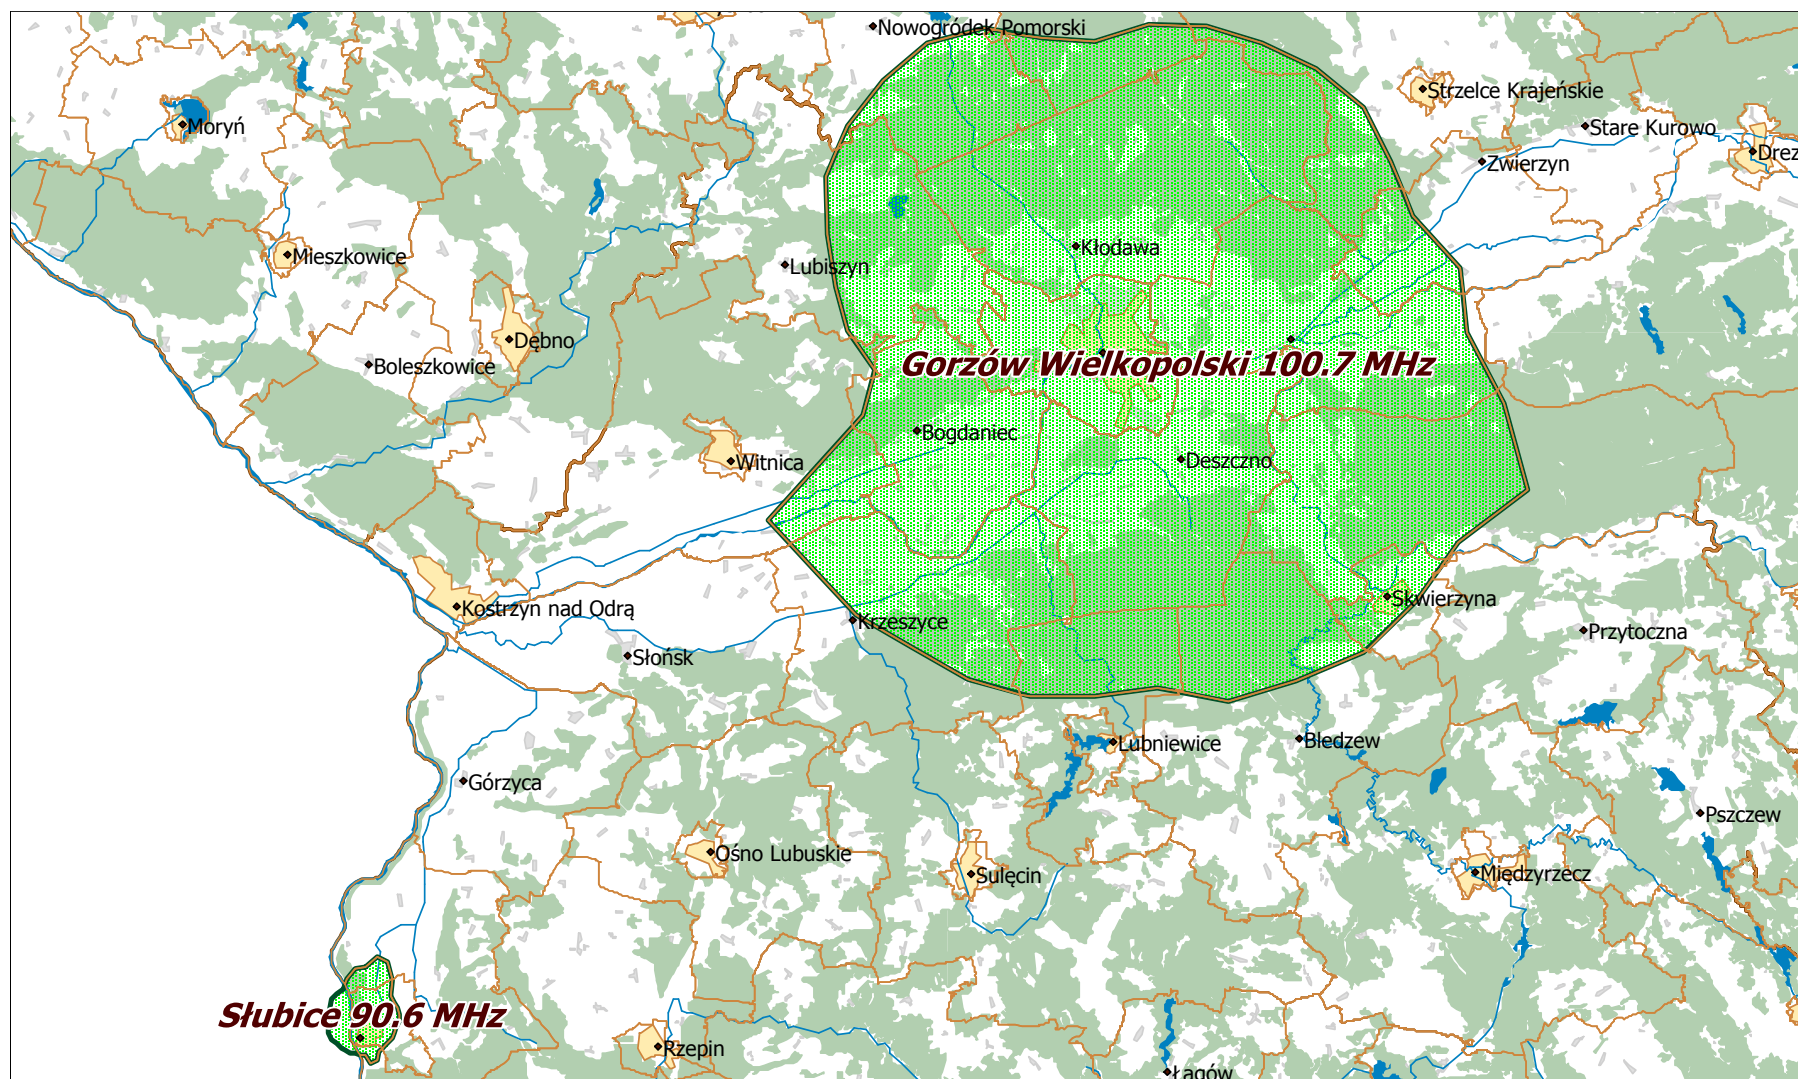 Nowogródek Pomorski
Strzelce Krajeńskie
Moryń
Stare Kurowo
Drez
Zwierzyn
Mieszkowice
Kłodawa
Lubiszyn
Dębno
Boleszkowice
Gorzów Wielkopolski 100.7 MHz
Bogdaniec
Witnica
Deszczno
Kostrzyn nad Odrą
Skwierzyna
Krzeszyce
Przytoczna
Słońsk
Lubniewice
Bledzew
Górzyca
Pszczew
Ośno Lubuskie
Sulęcin
Międzyrzecz
Słubice 90.6 MHz
Rzepin
Łagów